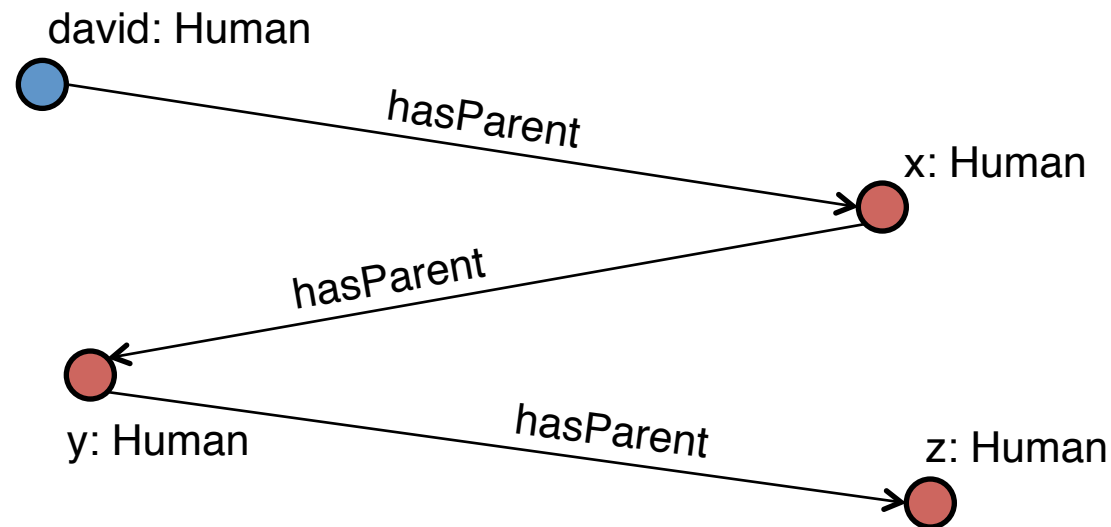 david: Human
hasParent
x: Human
hasParent
y: Human
hasParent
z: Human